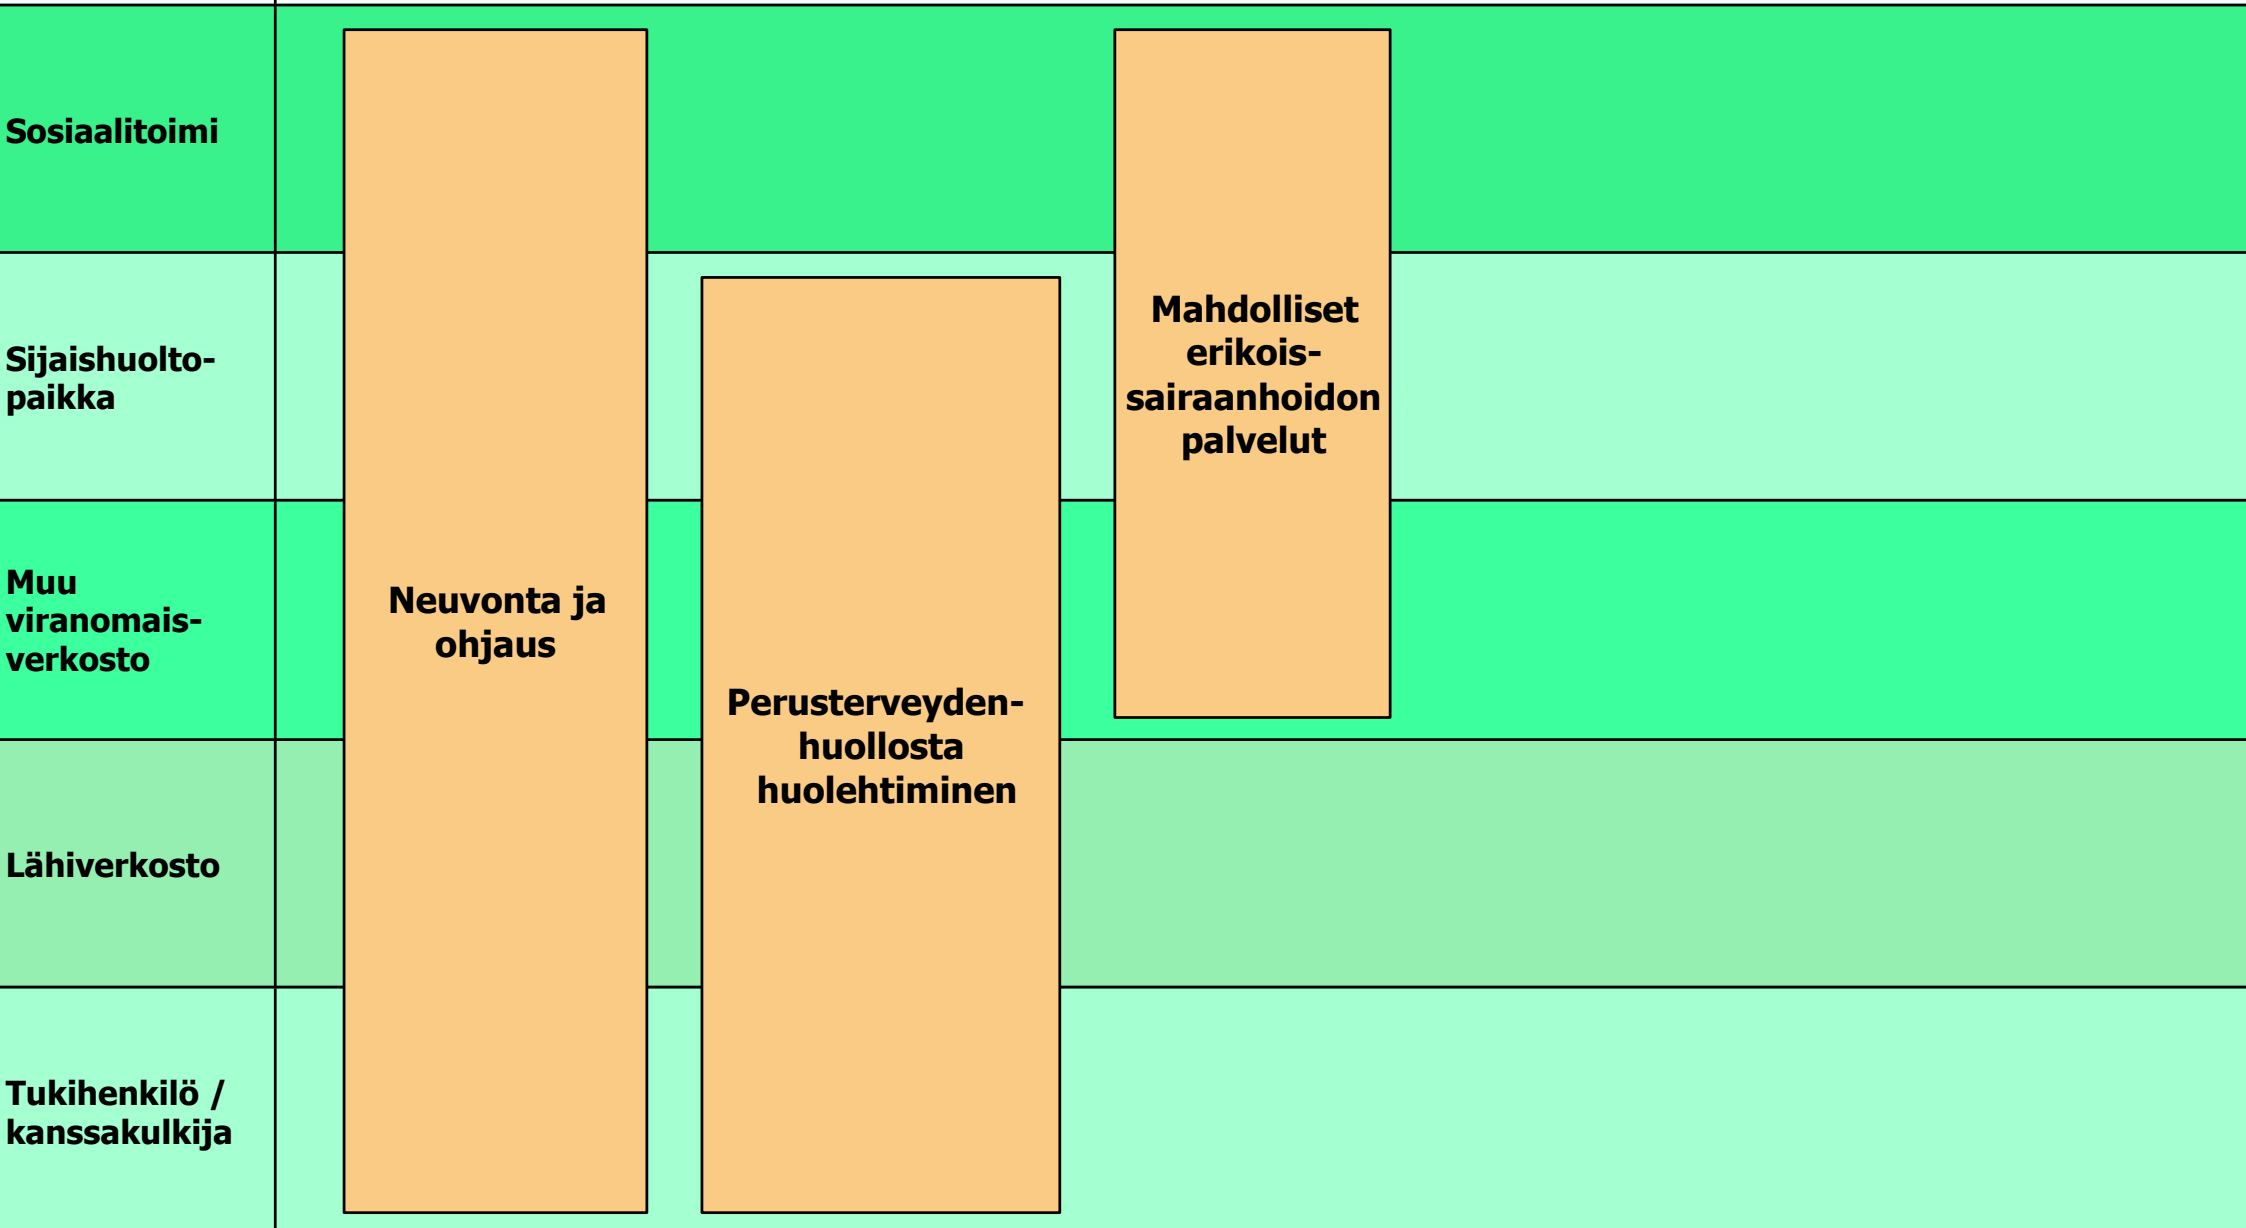 Sosiaalitoimi
Sijaishuolto-
paikka
Muu
viranomais-
verkosto
Lähiverkosto
Tukihenkilö /
kanssakulkija
Neuvonta ja
ohjaus
Perusterveyden-
huollosta
huolehtiminen
Mahdolliset
erikois-
sairaanhoidon
palvelut